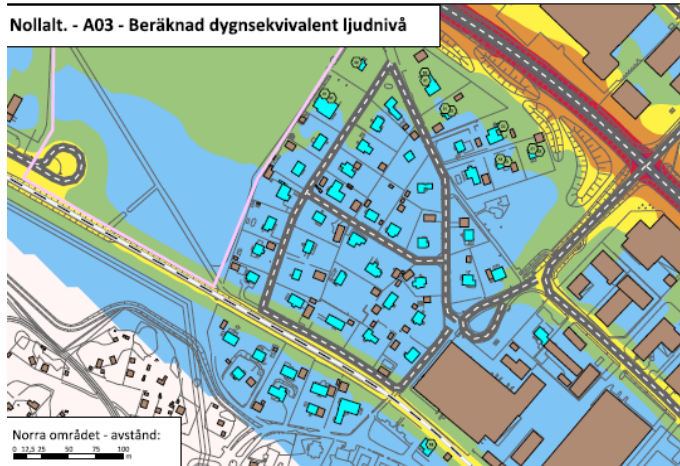 Nollalt. - A03 - Beräknad dygnsekvivalent ljudnivå
Norra området - avstånd:
0 12,5 25 50 75 100
m